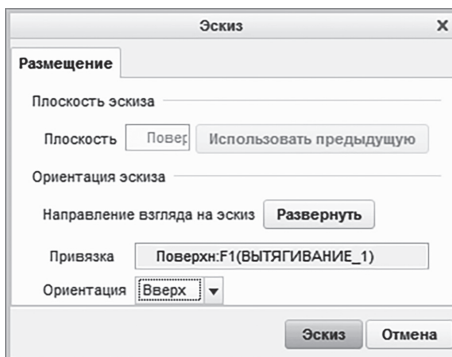 Эскиз
Размещение
Плоскость эскиза
Плоскость Повер Использовать предыдущую
Ориентация эскиза
Направление взгляда на эскиз Развернуть
Привязка Поверхн:F1(ВЫТЯГИВАНИЕ_1)
Ориентация Вверх
Эскиз Отмена